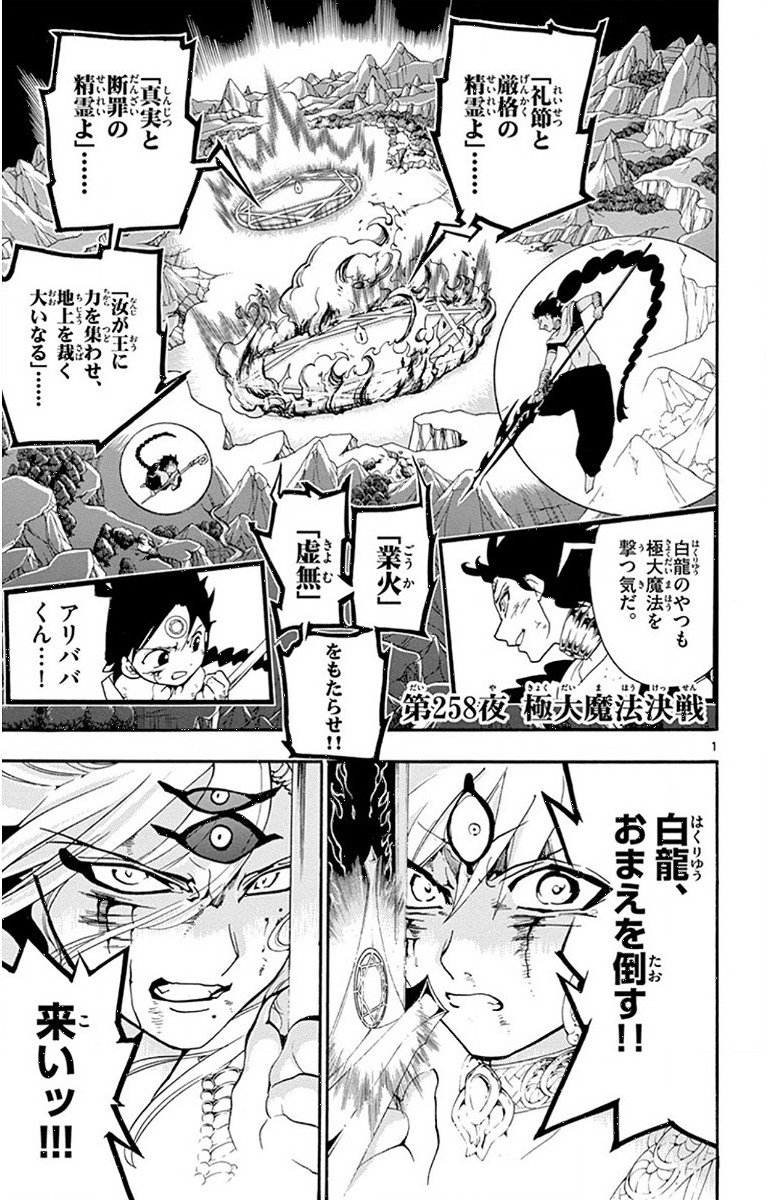 「礼節と
厳格の
精霊よ」……
「真実と
断罪の
精霊よ」……
「汝が王に
力を集わせ、
地上を裁く
大いなる」……
「業火」
「虚無」
をもたらせ!!
白龍のやつも
極大魔法を
撃つ気だ。
アリババ
くん…!
第258夜 極大魔法決戦
1
白龍、
おまえを倒す!!
来いッ!!!